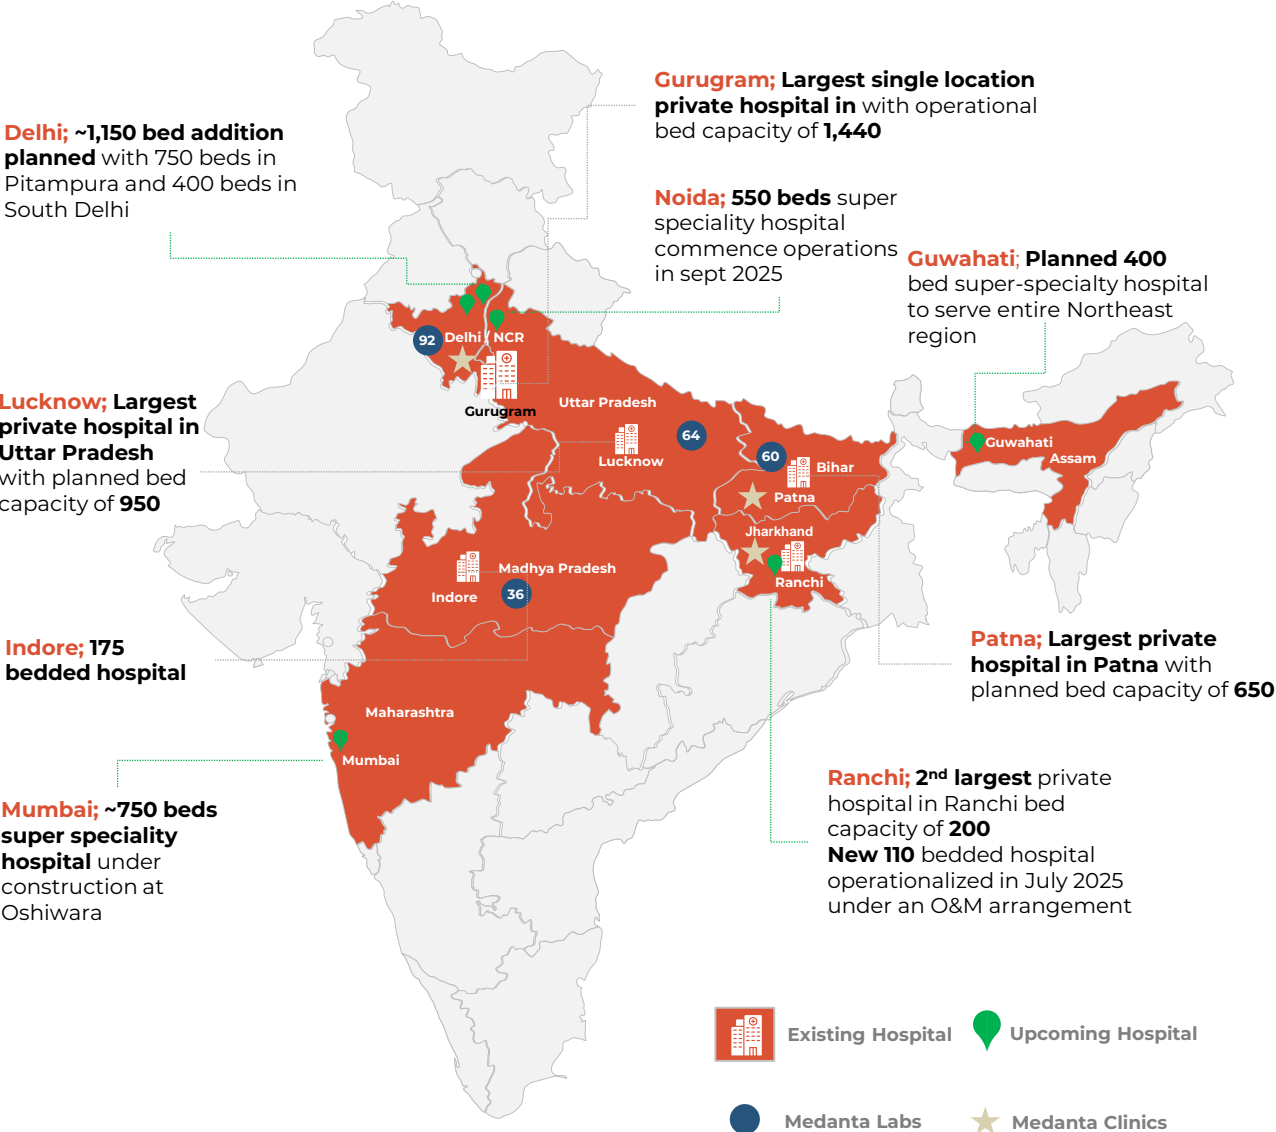 Gurugram; Largest single location
private hospital in with operational
bed capacity of 1,440
Delhi; ~1,150 bed addition
planned with 750 beds in
Pitampura and 400 beds in
South Delhi
Noida; 550 beds super
speciality hospital
commence operations
in sept 2025
Guwahati; Planned 400
bed super-specialty hospital
to serve entire Northeast
region
92
Delhi / NCR
Gurugram
Lucknow; Largest
private hospital in
Uttar Pradesh
with planned bed
capacity of 950
Uttar Pradesh
64
Lucknow
60
Bihar
Patna
Guwahati
Assam
Jharkhand
Ranchi
Madhya Pradesh
Indore
36
Indore; 175
bedded hospital
Patna; Largest private
hospital in Patna with
planned bed capacity of 650
Maharashtra
Mumbai
Mumbai; ~750 beds
super speciality
hospital under
construction at
Oshiwara
Ranchi; 2nd largest private
hospital in Ranchi bed
capacity of 200
New 110 bedded hospital
operationalized in July 2025
under an O&M arrangement
Existing Hospital
Upcoming Hospital
Medanta Labs
Medanta Clinics